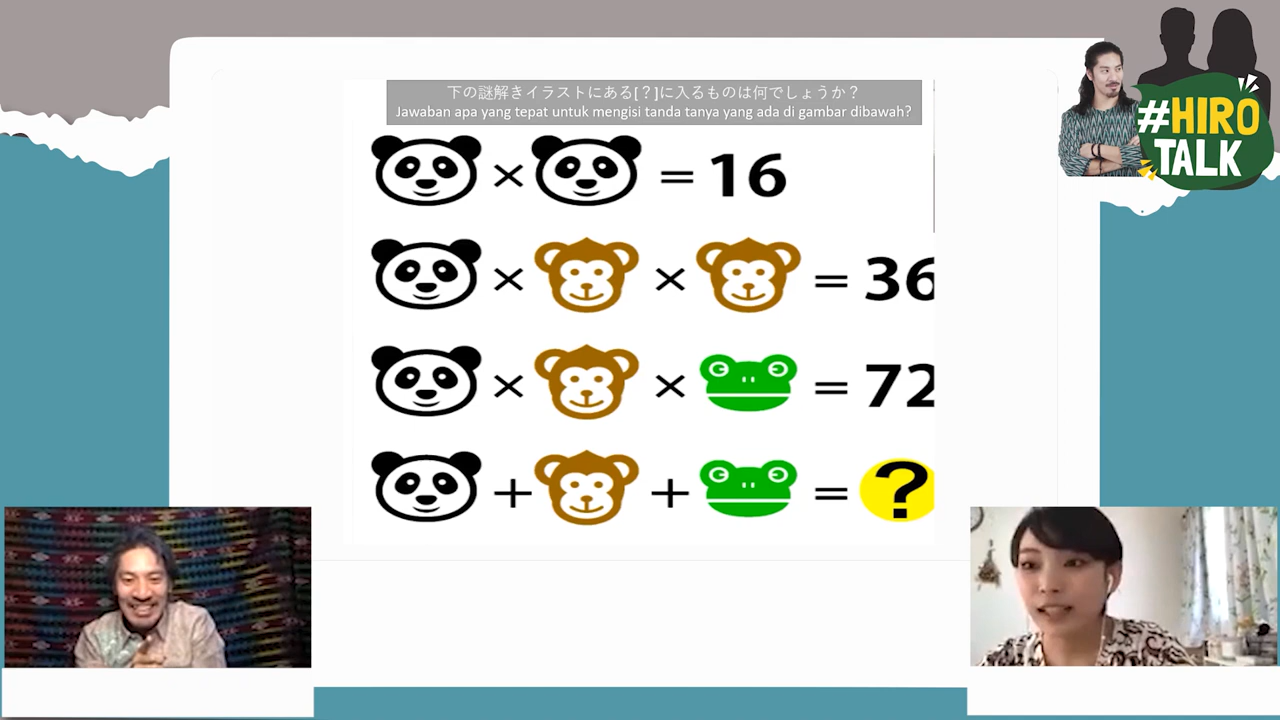 下の謎解きイラストにある[？]に入るものは何でしょうか？
Jawaban apa yang tepat untuk mengisi tanda tanya yang ada di gambar dibawah?
#HIRO
TALK
× = 16
× × = 36
× × = 72
+ + = ?